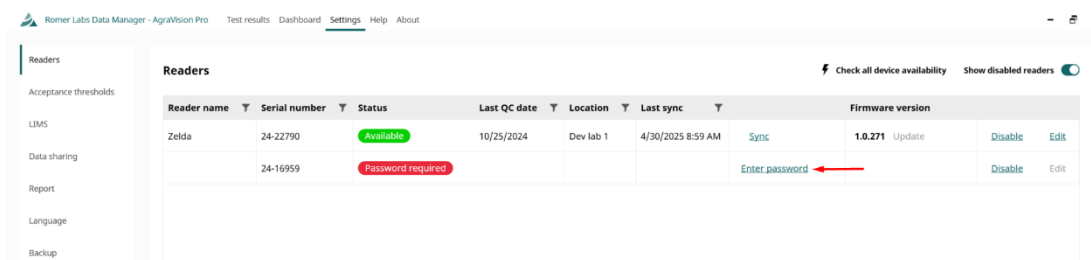 Romer Labs Data Manager - AgraVision Pro Test results Dashboard Settings Help About
Readers
Acceptance thresholds
LIMS
Data sharing
Report
Language
Backup
Readers
Check all device availability Show disabled readers
Reader name Serial number Status Last QC date Location Last sync Firmware version
Zelda 24-22790 Available 10/25/2024 Dev lab 1 4/30/2025 8:59 AM Sync 1.0.271 Update Disable Edit
24-16959 Password required Enter password Disable Edit